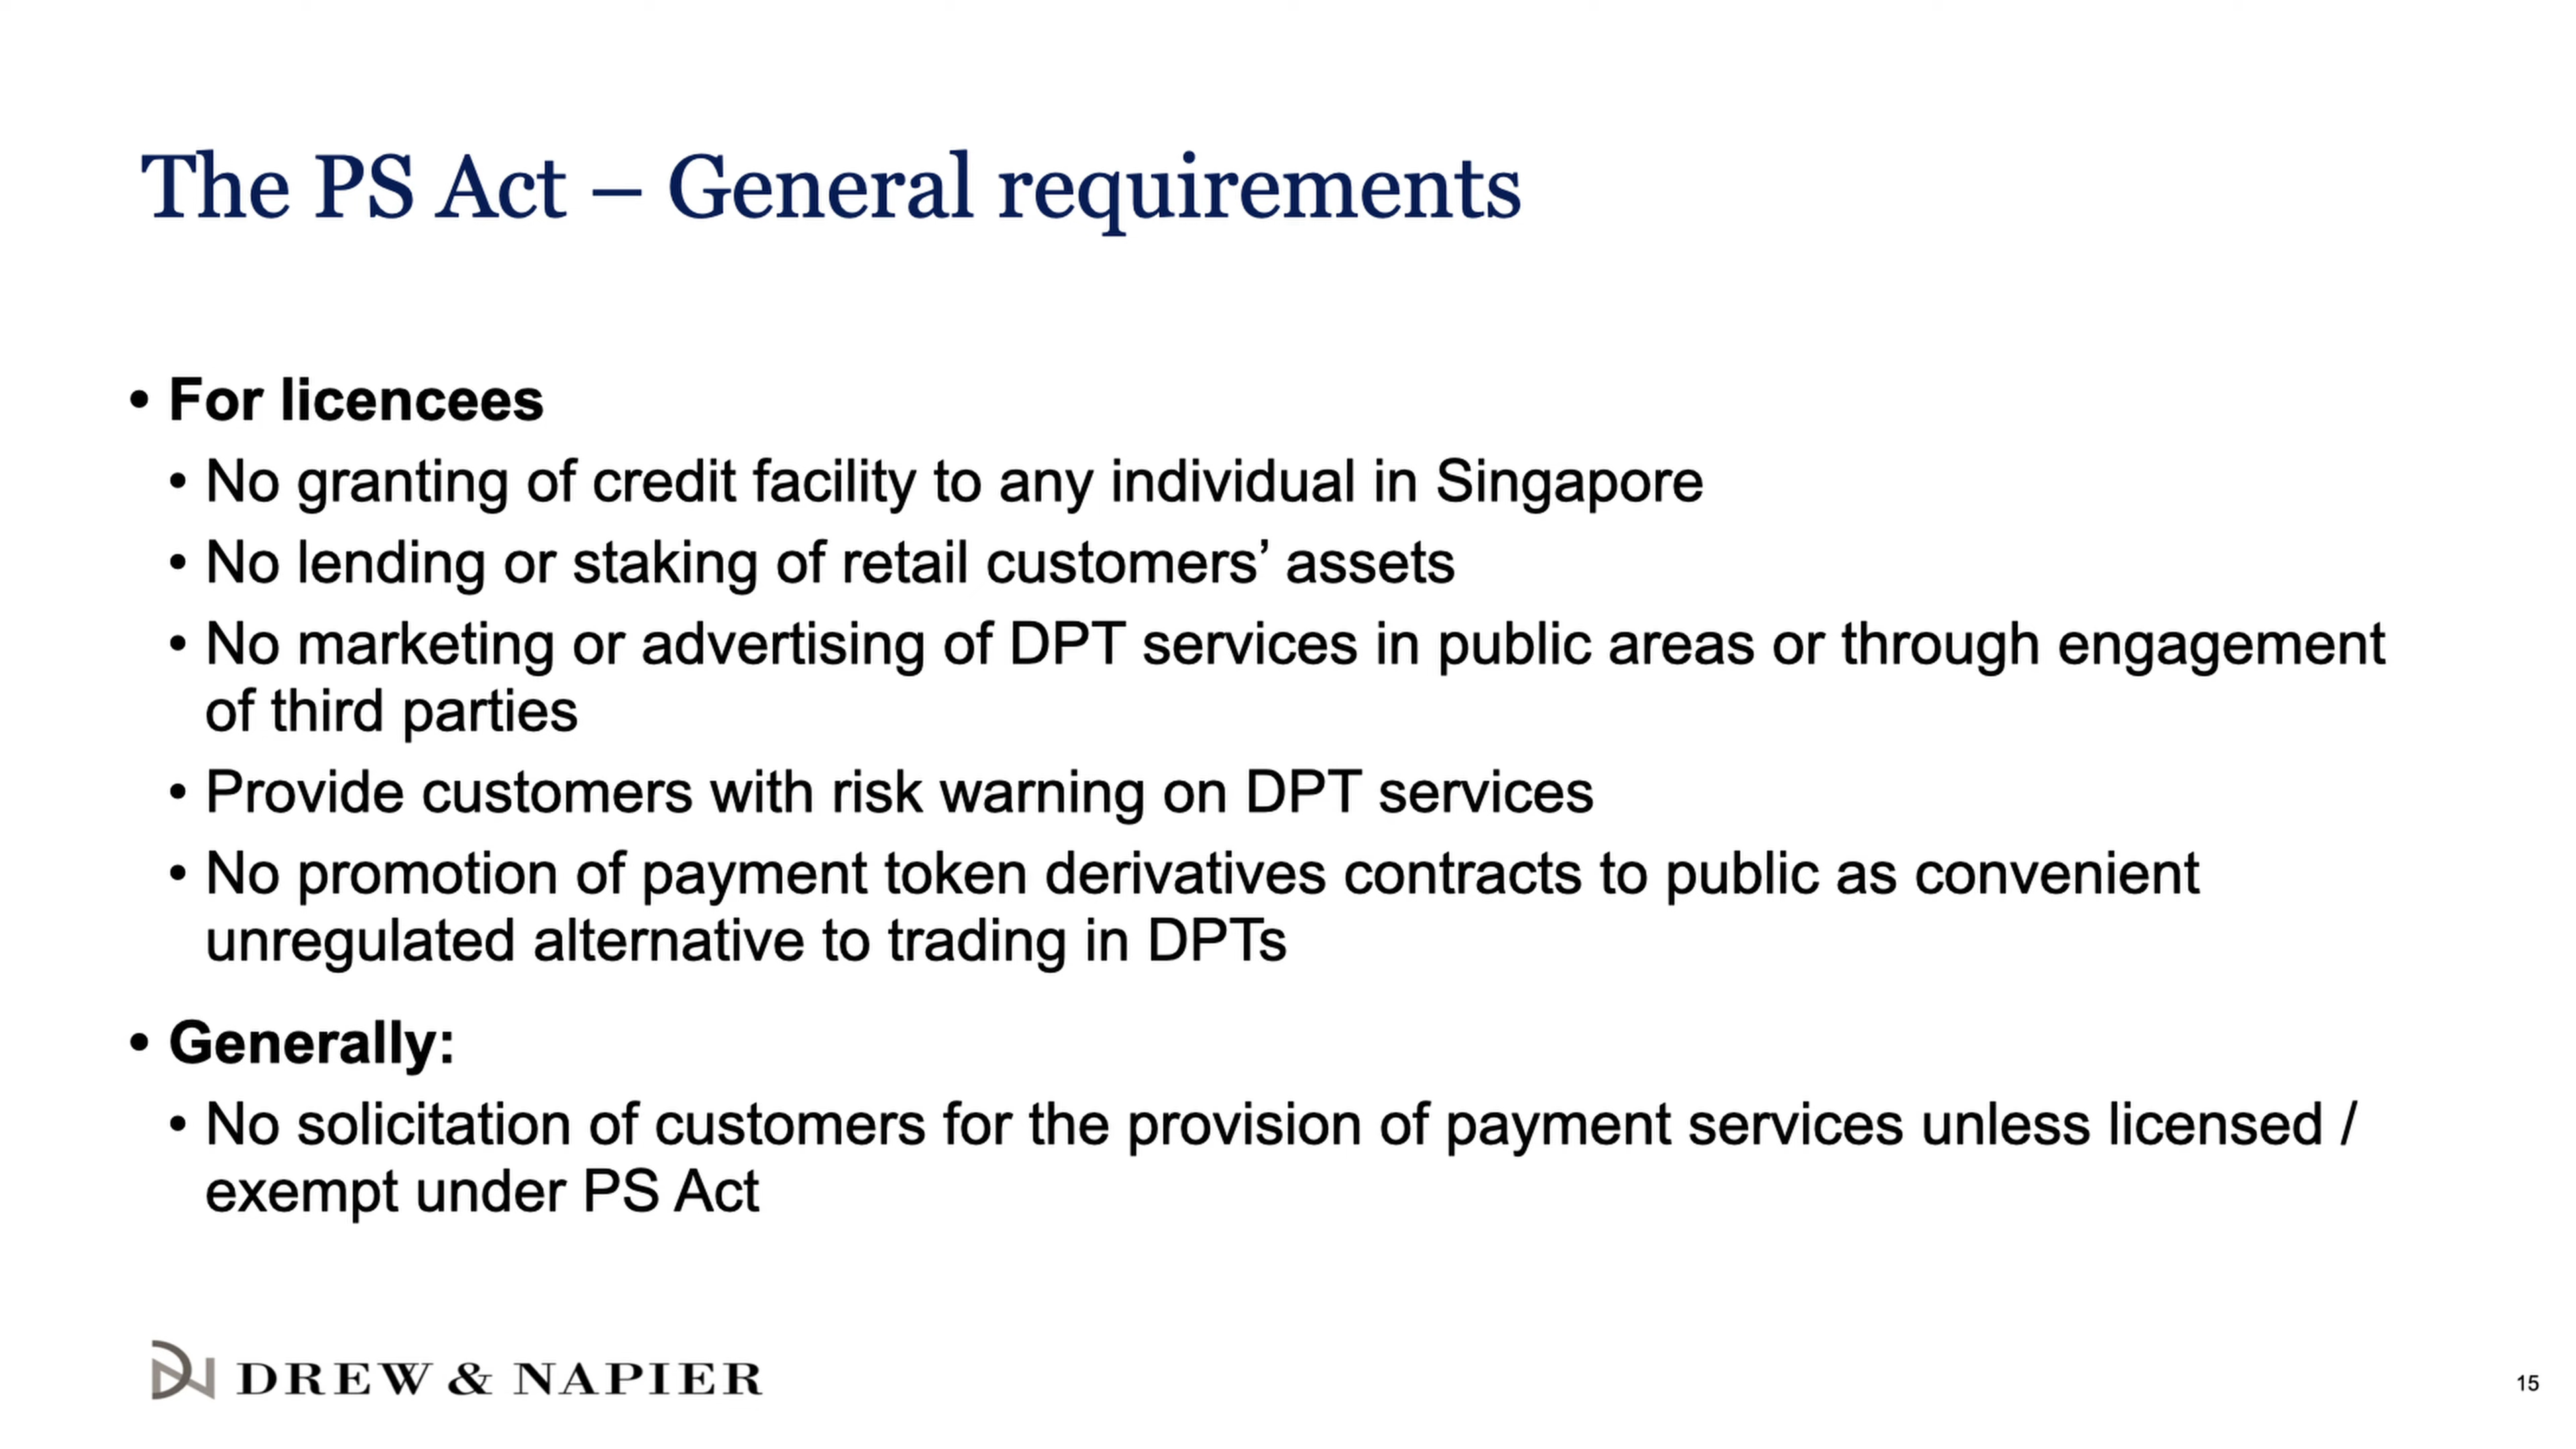 The PS Act – General requirements
• For licencees
• No granting of credit facility to any individual in Singapore
• No lending or staking of retail customers’ assets
• No marketing or advertising of DPT services in public areas or through engagement
of third parties
• Provide customers with risk warning on DPT services
• No promotion of payment token derivatives contracts to public as convenient
unregulated alternative to trading in DPTs
• Generally:
• No solicitation of customers for the provision of payment services unless licensed /
exempt under PS Act
DREW & NAPIER
15